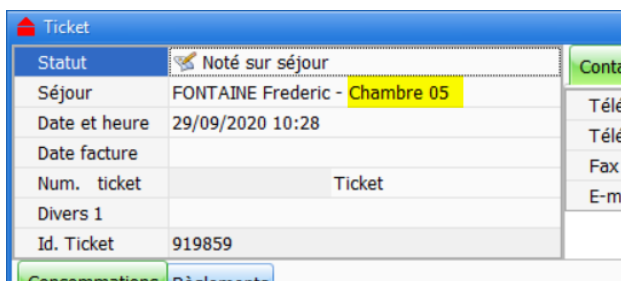 Ticket
Statut Noté sur séjour
Séjour FONTAINE Frederic - Chambre 05
Date et heure 29/09/2020 10:28
Date facture
Num. ticket Ticket
Divers 1
Id. Ticket 919859
Conta
Télé
Télé
Fax
E-m
Consommations Règlements